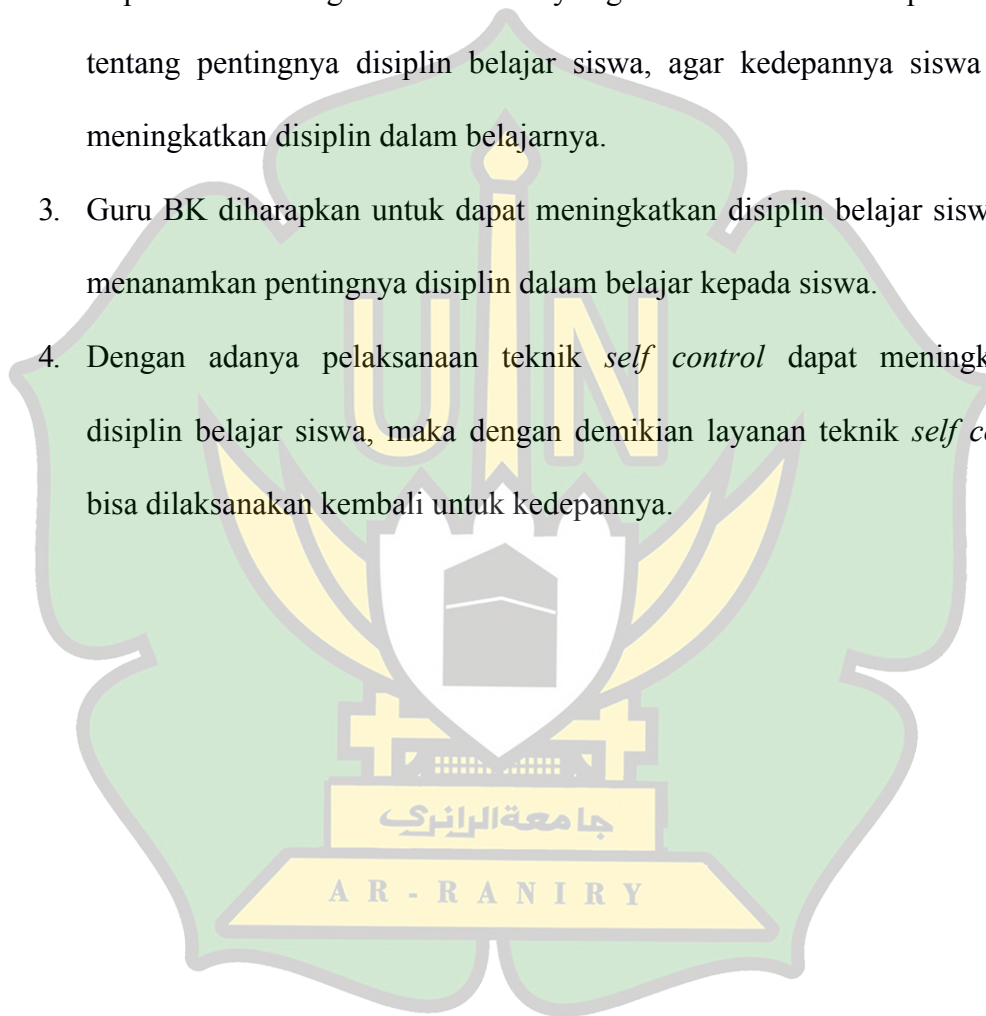 tentang pentingnya disiplin belajar siswa, agar kedepannya siswa
meningkatkan disiplin dalam belajarnya.
3. Guru BK diharapkan untuk dapat meningkatkan disiplin belajar sisw
menanamkan pentingnya disiplin dalam belajar kepada siswa.
4. Dengan adanya pelaksanaan teknik self control dapat meningk
disiplin belajar siswa, maka dengan demikian layanan teknik self c
bisa dilaksanakan kembali untuk kedepannya.
UIN
جامعة الرانري
AR-RANIRY